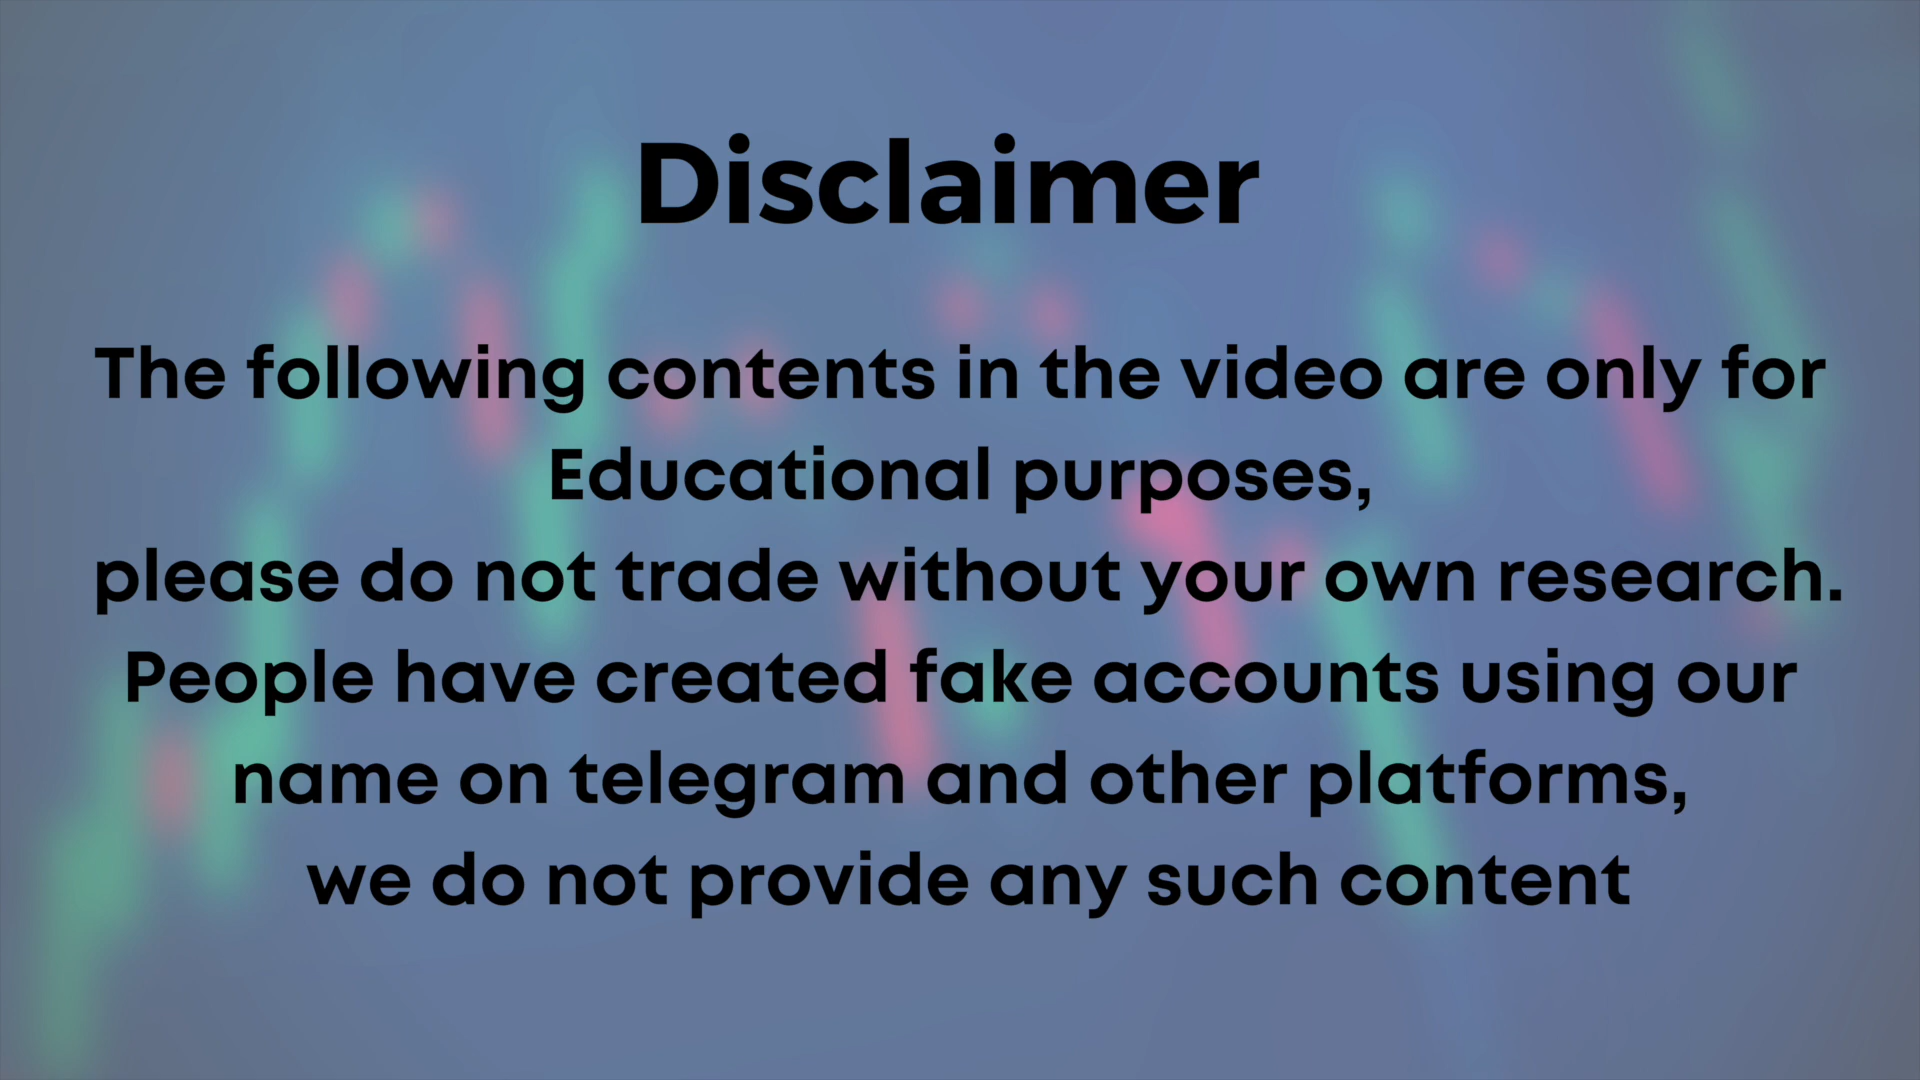 Disclaimer
The following contents in the video are only for
Educational purposes,
please do not trade without your own research.
People have created fake accounts using our
name on telegram and other platforms,
we do not provide any such content